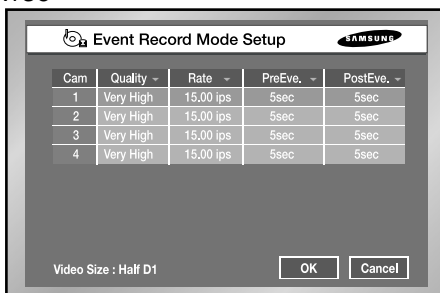 Event Record Mode Setup SAMSUNG
Cam Quality Rate PreEve. PostEve.
1 Very High 15.00 ips 5sec 5sec
2 Very High 15.00 ips 5sec 5sec
3 Very High 15.00 ips 5sec 5sec
4 Very High 15.00 ips 5sec 5sec
Video Size : Half D1 OK Cancel